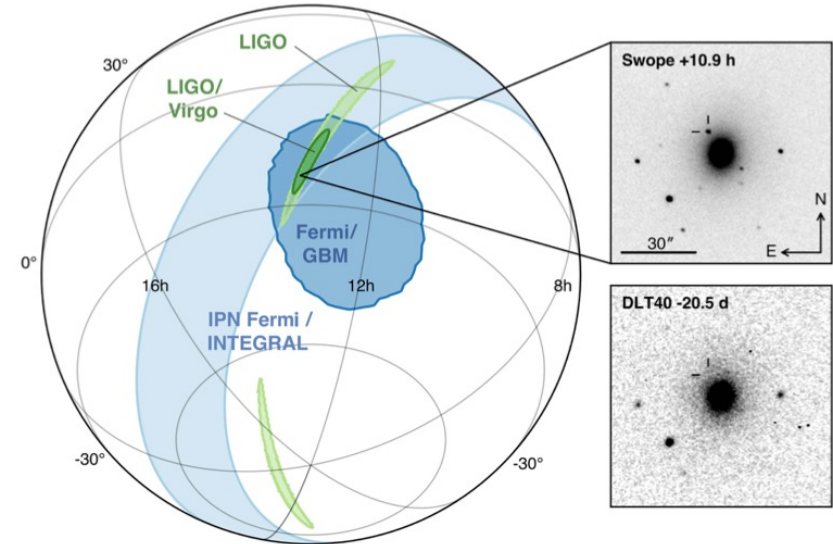 LIGO
LIGO/
Virgo
30°
0°
-30°
-30°
16h
12h
8h
Fermi/
GBM
IPN Fermi /
INTEGRAL
Swope +10.9 h
N
E
30″
DLT40 -20.5 d